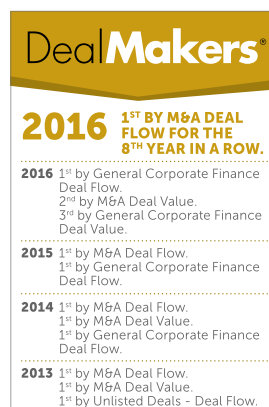 DealMakers®
2016
1ST BY M&A DEAL
FLOW FOR THE
8TH YEAR IN A ROW.
2016 1st by General Corporate Finance
Deal Flow.
2nd by M&A Deal Value.
3rd by General Corporate Finance
Deal Value.
2015 1st by M&A Deal Flow.
1st by General Corporate Finance
Deal Flow.
2014 1st by M&A Deal Flow.
1st by M&A Deal Value.
1st by General Corporate Finance
Deal Flow.
2013 1st by M&A Deal Flow.
1st by M&A Deal Value.
1st by Unlisted Deals - Deal Flow.